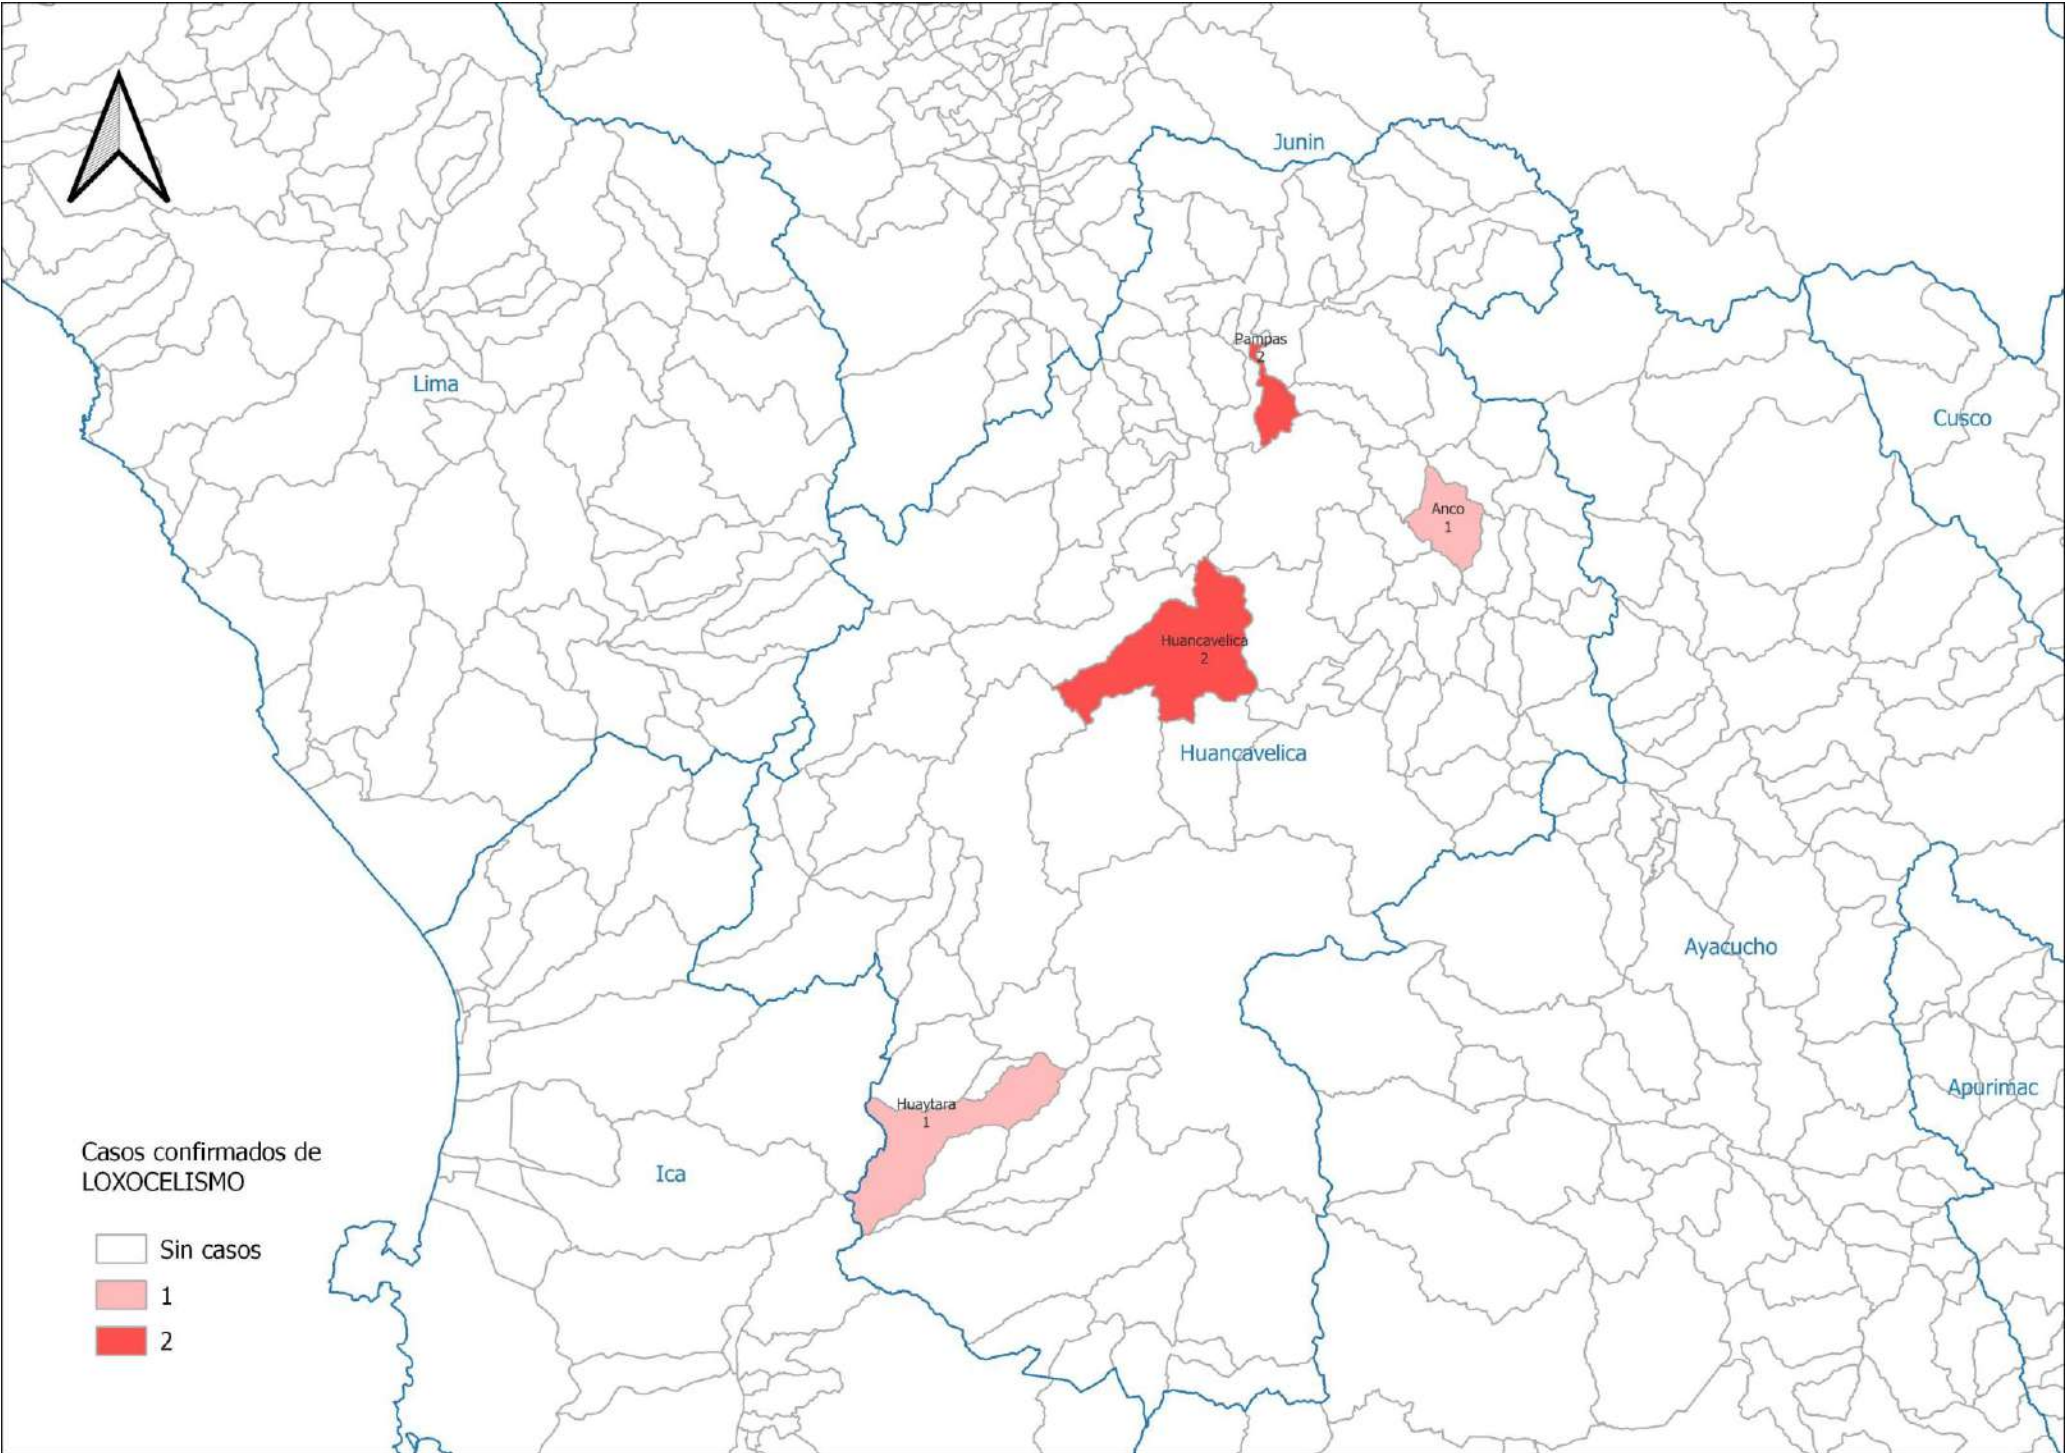 Junin
Pampas
2
Lima
Cusco
Anco
1
Huancavelica
2
Huancavelica
Ayacucho
Apurimac
Huaytara
1
Ica
Casos confirmados de
LOXOCELISMO
Sin casos
1
2